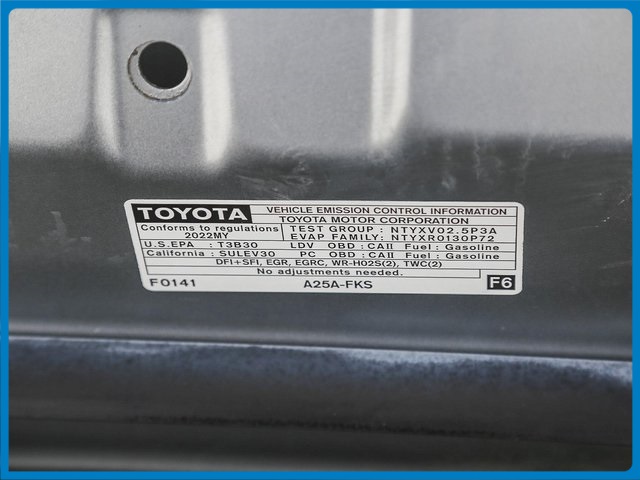 TOYOTA VEHICLE EMISSION CONTROL INFORMATION
TOYOTA MOTOR CORPORATION
Conforms to regulations TEST GROUP : NTYXV02.5P3A
2022MY EVAP FAMILY: NTYXR0130P72
U.S.EPA : T3B30 LDV OBD : CAII Fuel : Gasoline
California : SULEV30 PC OBD : CAII Fuel : Gasoline
DFI+SFI, EGR, EGRC, WR-HO2S(2), TWC(2)
No adjustments needed.
F0141 A25A-FKS F6